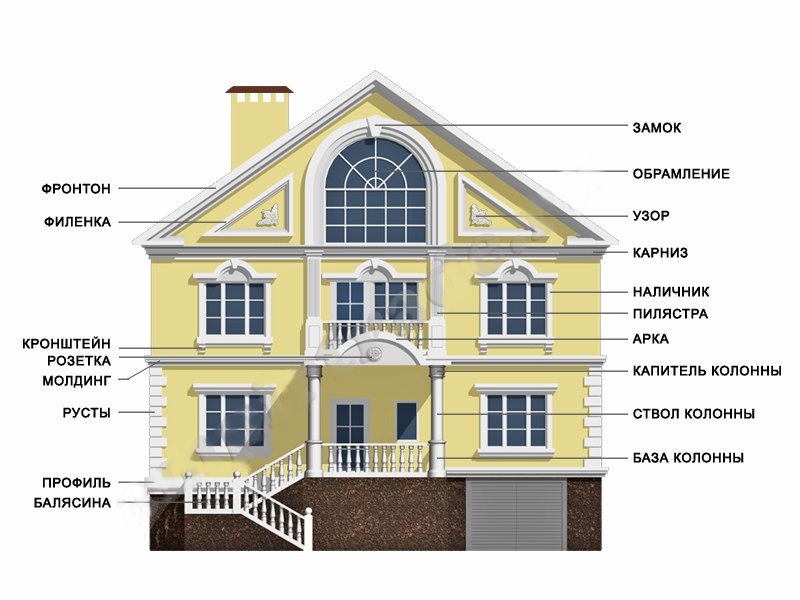 ЗАМОК
ОБРАМЛЕНИЕ
ФРОНТОН
УЗОР
ФИЛЕНКА
КАРНИЗ
НАЛИЧНИК
ПИЛЯСТРА
АРКА
КРОНШТЕЙН
РОЗЕТКА
КАПИТЕЛЬ КОЛОННЫ
МОЛДИНГ
РУСТЫ
СТВОЛ КОЛОННЫ
БАЗА КОЛОННЫ
ПРОФИЛЬ
БАЛЯСИНА